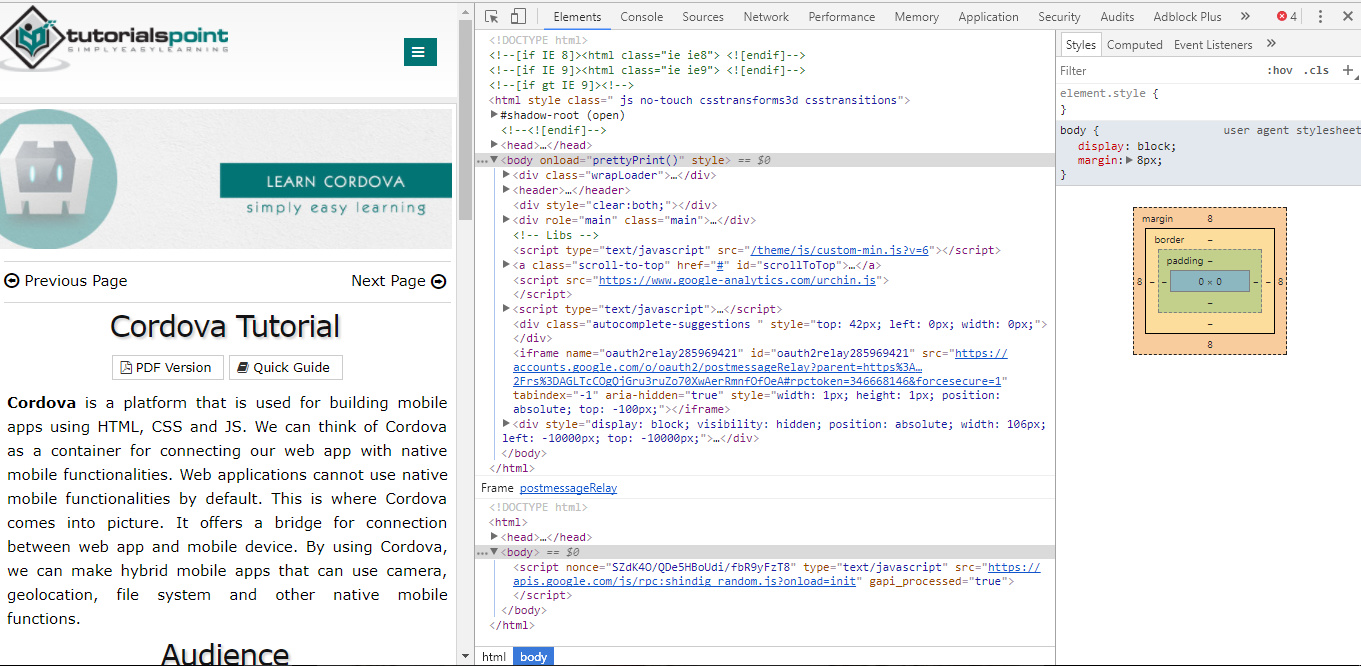 tutorialspoint
SIMPLYEASYLEARNING
LEARN CORDOVA
simply easy learning
Previous Page
Next Page
Cordova Tutorial
PDF Version
Quick Guide
Cordova is a platform that is used for building mobile
apps using HTML, CSS and JS. We can think of Cordova
as a container for connecting our web app with native
mobile functionalities. Web applications cannot use native
mobile functionalities by default. This is where Cordova
comes into picture. It offers a bridge for connection
between web app and mobile device. By using Cordova,
we can make hybrid mobile apps that can use camera,
geolocation, file system and other native mobile
functions.
Audience
Elements Console Sources Network Performance Memory Application Security Audits Adblock Plus » 4
<!DOCTYPE html>
<!--[if IE 8]><html class="ie ie8"> <![endif]-->
<!--[if IE 9]><html class="ie ie9"> <![endif]-->
<!--[if gt IE 9]><!-->
<html style class=" js no-touch csstransforms3d csstransitions">
#shadow-root (open)
<!--<![endif]-->
<head>…</head>
<body onload="prettyPrint()" style> == $0
<div class="wrapLoader">…</div>
<header>…</header>
<div style="clear:both;"></div>
<div role="main" class="main">…</div>
<!-- Libs -->
<script type="text/javascript" src="/theme/js/custom-min.js?v=6"></script>
<a class="scroll-to-top" href="#" id="scrollToTop">…</a>
<script src="https://www.google-analytics.com/urchin.js">
</script>
<script type="text/javascript">…</script>
<div class="autocomplete-suggestions " style="top: 42px; left: 0px; width: 0px;">
</div>
<iframe name="oauth2relay285969421" id="oauth2relay285969421" src="https://
accounts.google.com/o/oauth2/postmessageRelay?parent=https%3A…
2Frs%3DAGLTcCOgOjGru3ruZo70XwAerRmnfOfOeA#rpctoken=346668146&forcesecure=1"
tabindex="-1" aria-hidden="true" style="width: 1px; height: 1px; position:
absolute; top: -100px;"></iframe>
<div style="display: block; visibility: hidden; position: absolute; width: 106px;
left: -10000px; top: -10000px;">…</div>
</body>
</html>
Frame postmessageRelay
<!DOCTYPE html>
<html>
<head>…</head>
<body> == $0
<script nonce="SZdK4O/QDe5HBoUdi/fbR9yFzT8" type="text/javascript" src="https://
apis.google.com/js/rpc:shindig_random.js?onload=init" gapi_processed="true">
</script>
</body>
</html>
html body
Styles Computed Event Listeners »
Filter :hov .cls +
element.style {
}
body { user agent stylesheet
display: block;
margin: 8px;
}
margin 8
border –
padding –
8 – – 0 × 0 – – 8
–
–
8